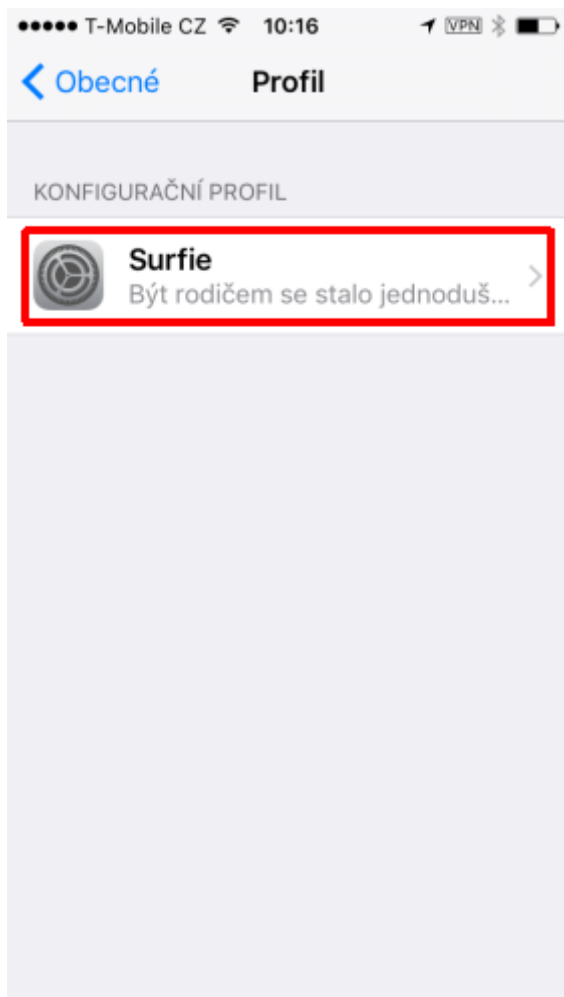 T-Mobile CZ 10:16 VPN
Obecné Profil
KONFIGURAČNÍ PROFIL
Surfie
Být rodičem se stalo jednoduš...